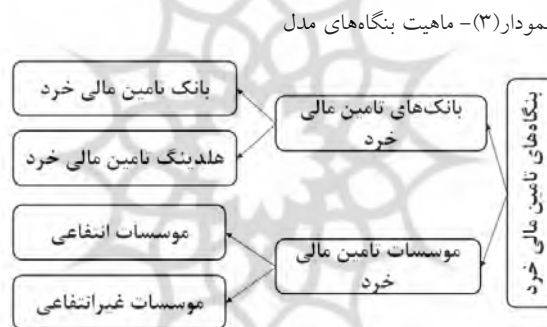 نمودار(۳)- ماهیت بنگاه‌های مدل
بنگاه‌های تامین مالی خرد
بانک‌های تامین مالی
خرد
بانک تامین مالی خرد
هلدینگ تامین مالی خرد
موسسات تامین مالی
خرد
موسسات انتفاعی
موسسات غیرانتفاعی